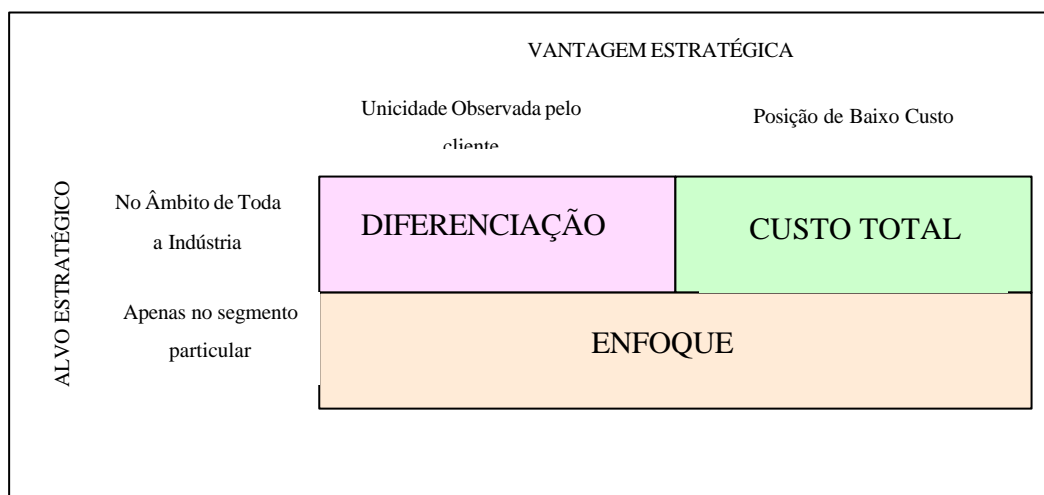 VANTAGEM ESTRATÉGICA
Unicidade Observada pelo
cliente
Posição de Baixo Custo
ALVO ESTRATÉGICO
No Âmbito de Toda
a Indústria
DIFERENCIAÇÃO
CUSTO TOTAL
Apenas no segmento
particular
ENFOQUE